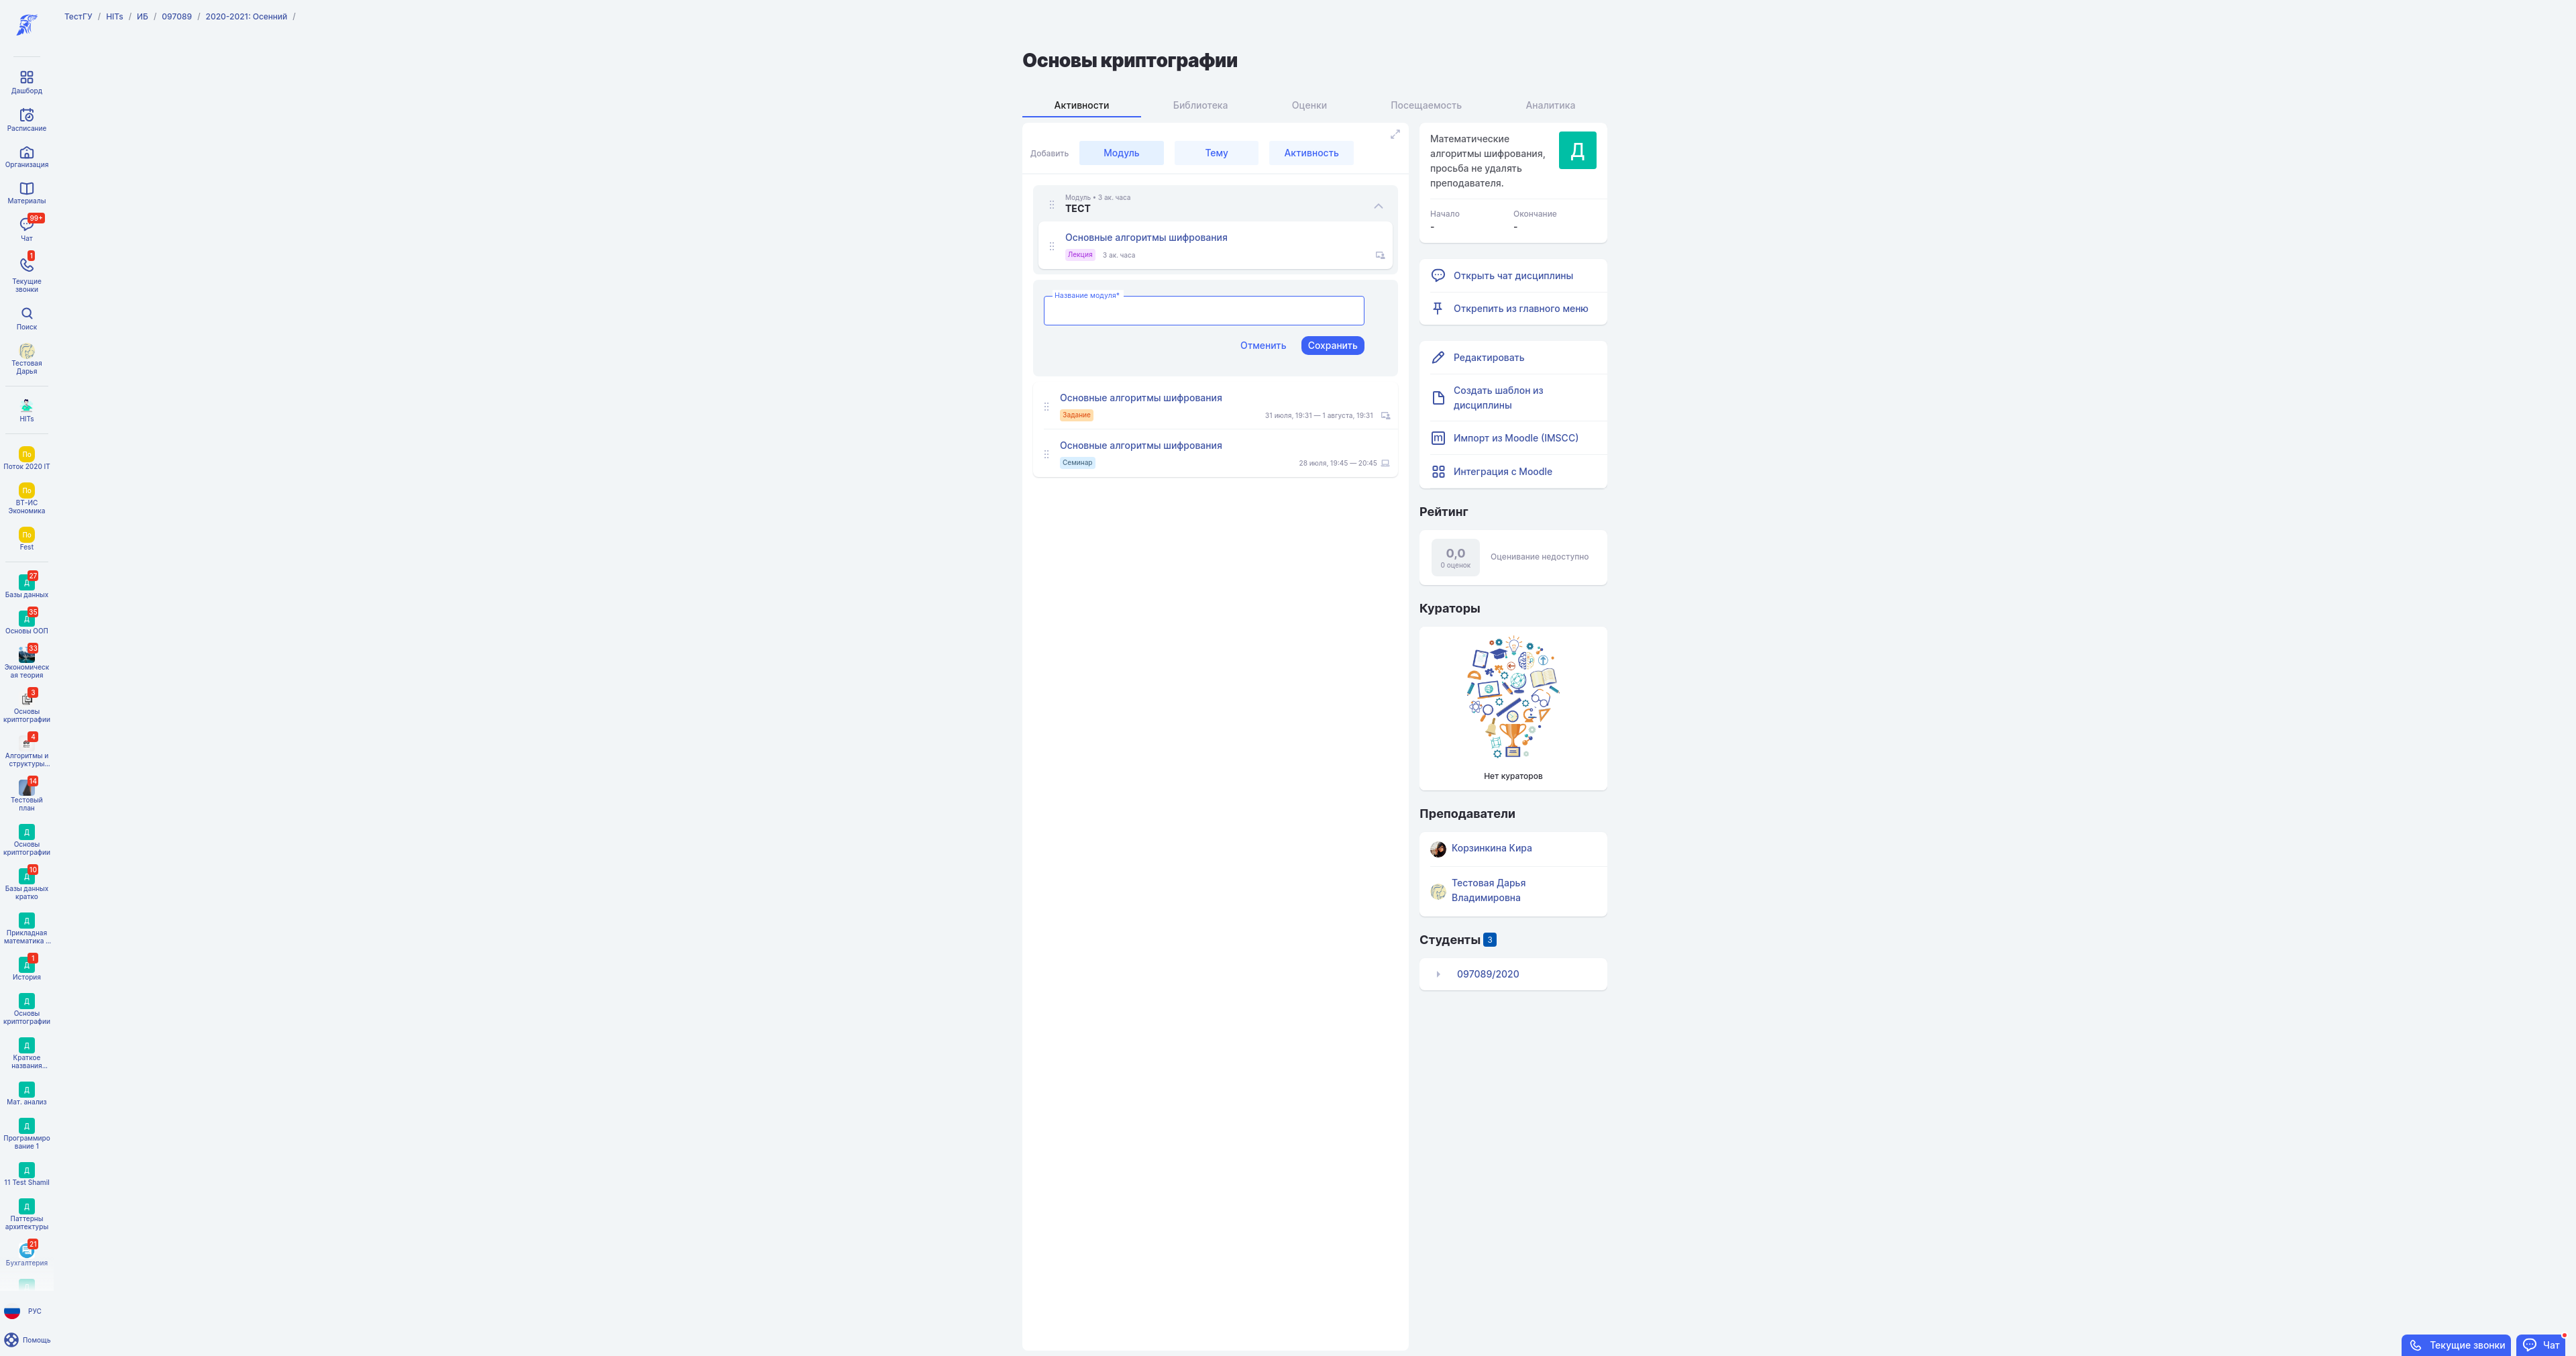 ТестГУ / HITs / ИБ / 097089 / 2020-2021: Осенний /
Дашборд
Расписание
Организация
Материалы
99+
Чат
1
Текущие
звонки
Поиск
Тестовая
Дарья
HITs
По
Поток 2020 IT
По
ВТ-ИС
Экономика
По
Fest
Д 27
Базы данных
Д 35
Основы ООП
33
Экономическ
ая теория
3
Основы
криптографии
4
Алгоритмы и
структуры...
14
Тестовый
план
Д
Основы
криптографии
Д 10
Базы данных
кратко
Д
Прикладная
математика ...
Д 1
История
Д
Основы
криптографии
Д
Краткое
названия...
Д
Мат. анализ
Д
Программиро
вание 1
Д
11 Test Shamil
Д
Паттерны
архитектуры
21
Бухгалтерия
РУС
Помощь
Основы криптографии
Активности Библиотека Оценки Посещаемость Аналитика
Добавить Модуль Тему Активность
Модуль • 3 ак. часа
ТЕСТ
Основные алгоритмы шифрования
Лекция 3 ак. часа
Название модуля*
Отменить Сохранить
Основные алгоритмы шифрования
Задание 31 июля, 19:31 — 1 августа, 19:31
Основные алгоритмы шифрования
Семинар 28 июля, 19:45 — 20:45
Математические
алгоритмы шифрования,
просьба не удалять
преподавателя.
Д
Начало Окончание
- -
Открыть чат дисциплины
Открепить из главного меню
Редактировать
Создать шаблон из
дисциплины
Импорт из Moodle (IMSCC)
Интеграция с Moodle
Рейтинг
0,0
0 оценок
Оценивание недоступно
Кураторы
Нет кураторов
Преподаватели
Корзинкина Кира
Тестовая Дарья
Владимировна
Студенты 3
097089/2020
Текущие звонки Чат